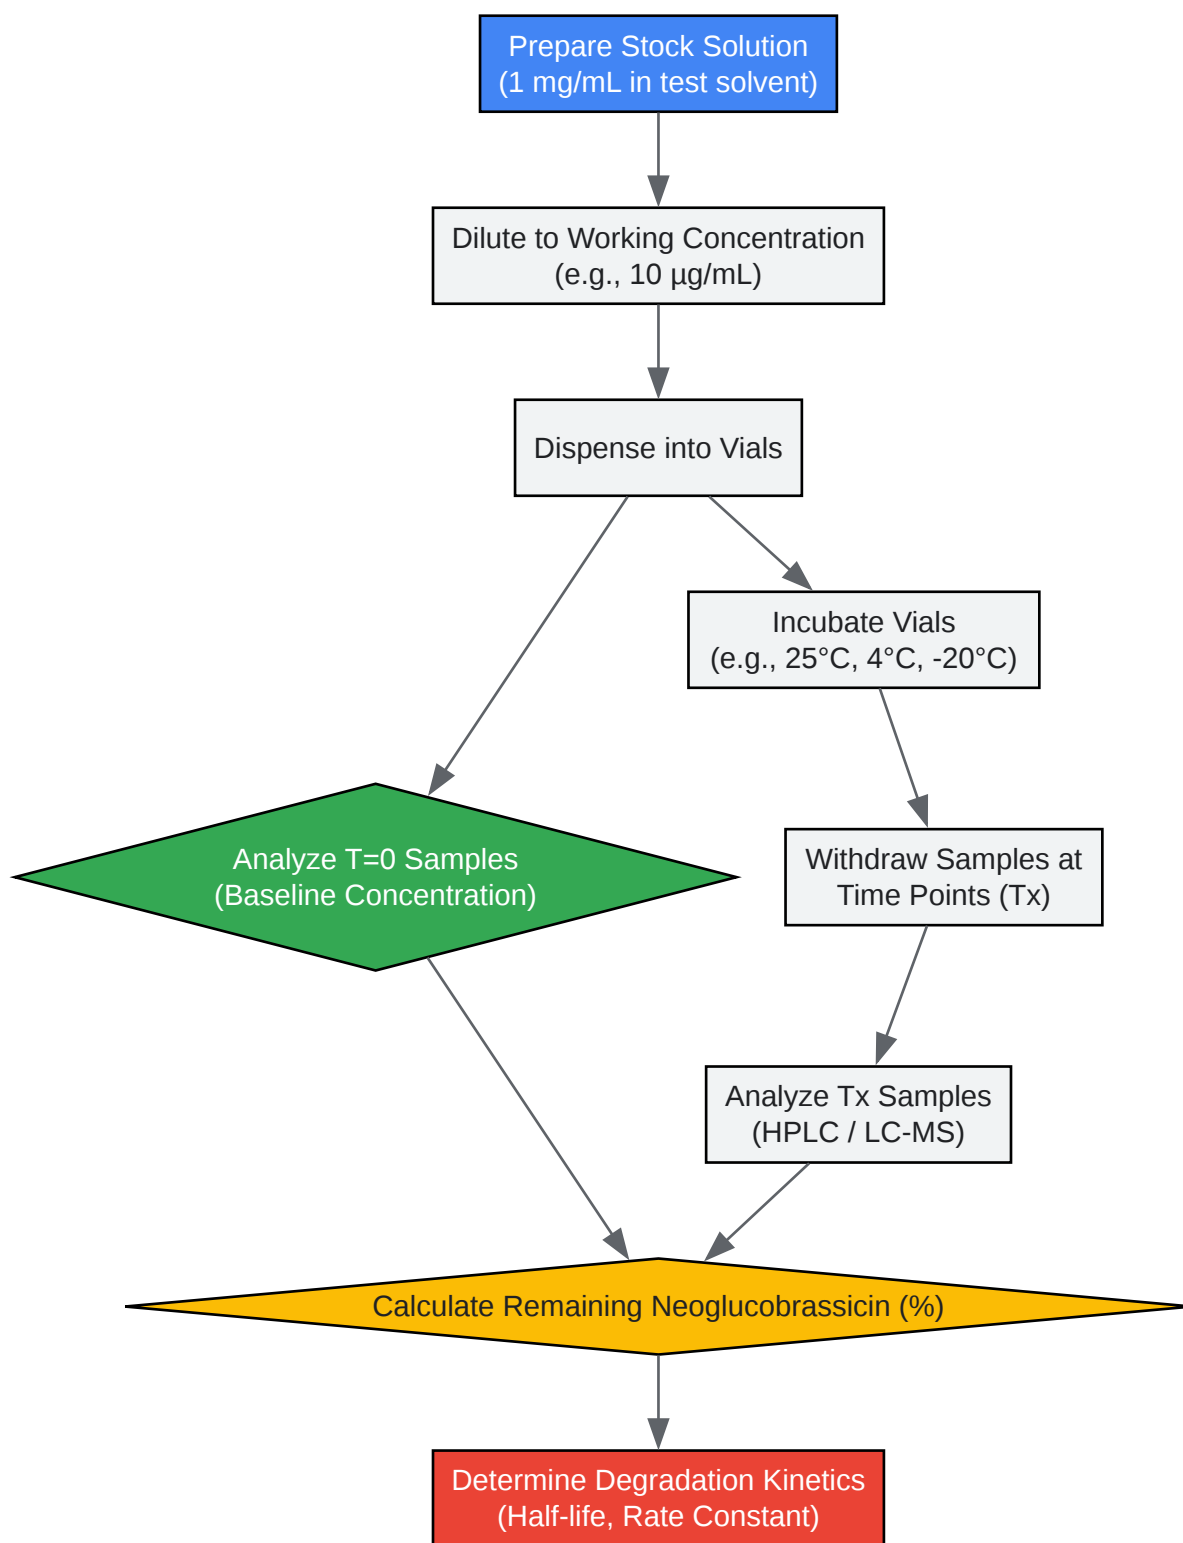 Prepare Stock Solution
(1 mg/mL in test solvent)
Dilute to Working Concentration
(e.g., 10 µg/mL)
Dispense into Vials
Incubate Vials
(e.g., 25°C, 4°C, -20°C)
Analyze T=0 Samples
(Baseline Concentration)
Withdraw Samples at
Time Points (Tx)
Analyze Tx Samples
(HPLC / LC-MS)
Calculate Remaining Neoglucobrassicin (%)
Determine Degradation Kinetics
(Half-life, Rate Constant)